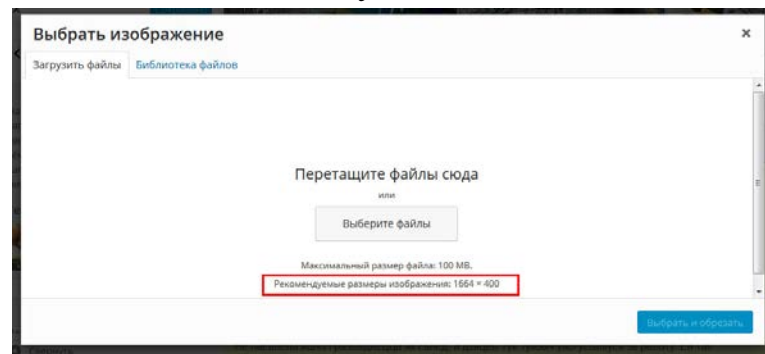 Выбрать изображение
×
Загрузить файлы Библиотека файлов
Перетащите файлы сюда
или
Выберите файлы
Максимальный размер файла: 100 MB.
Рекомендуемые размеры изображения: 1664 × 400
Выбрать и обрезать